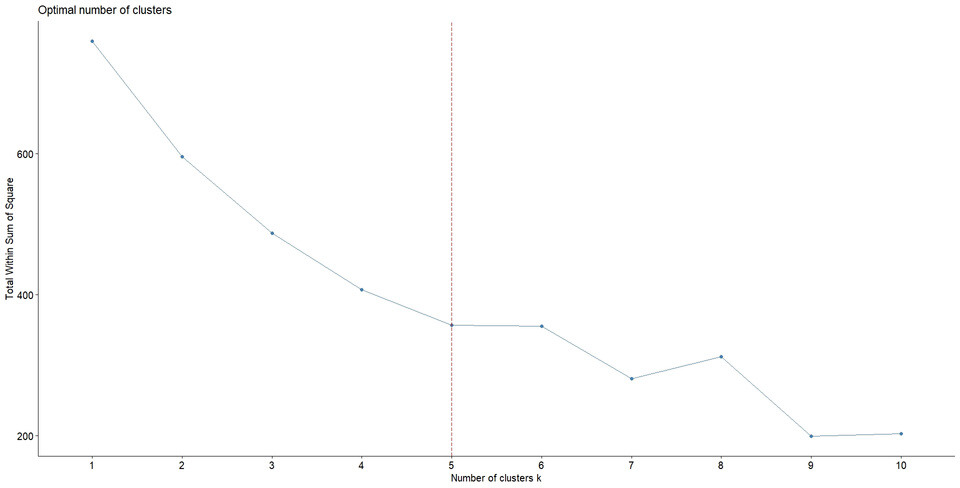 Optimal number of clusters
Total Within Sum of Square
600
400
200
1 2 3 4 5 6 7 8 9 10
Number of clusters k